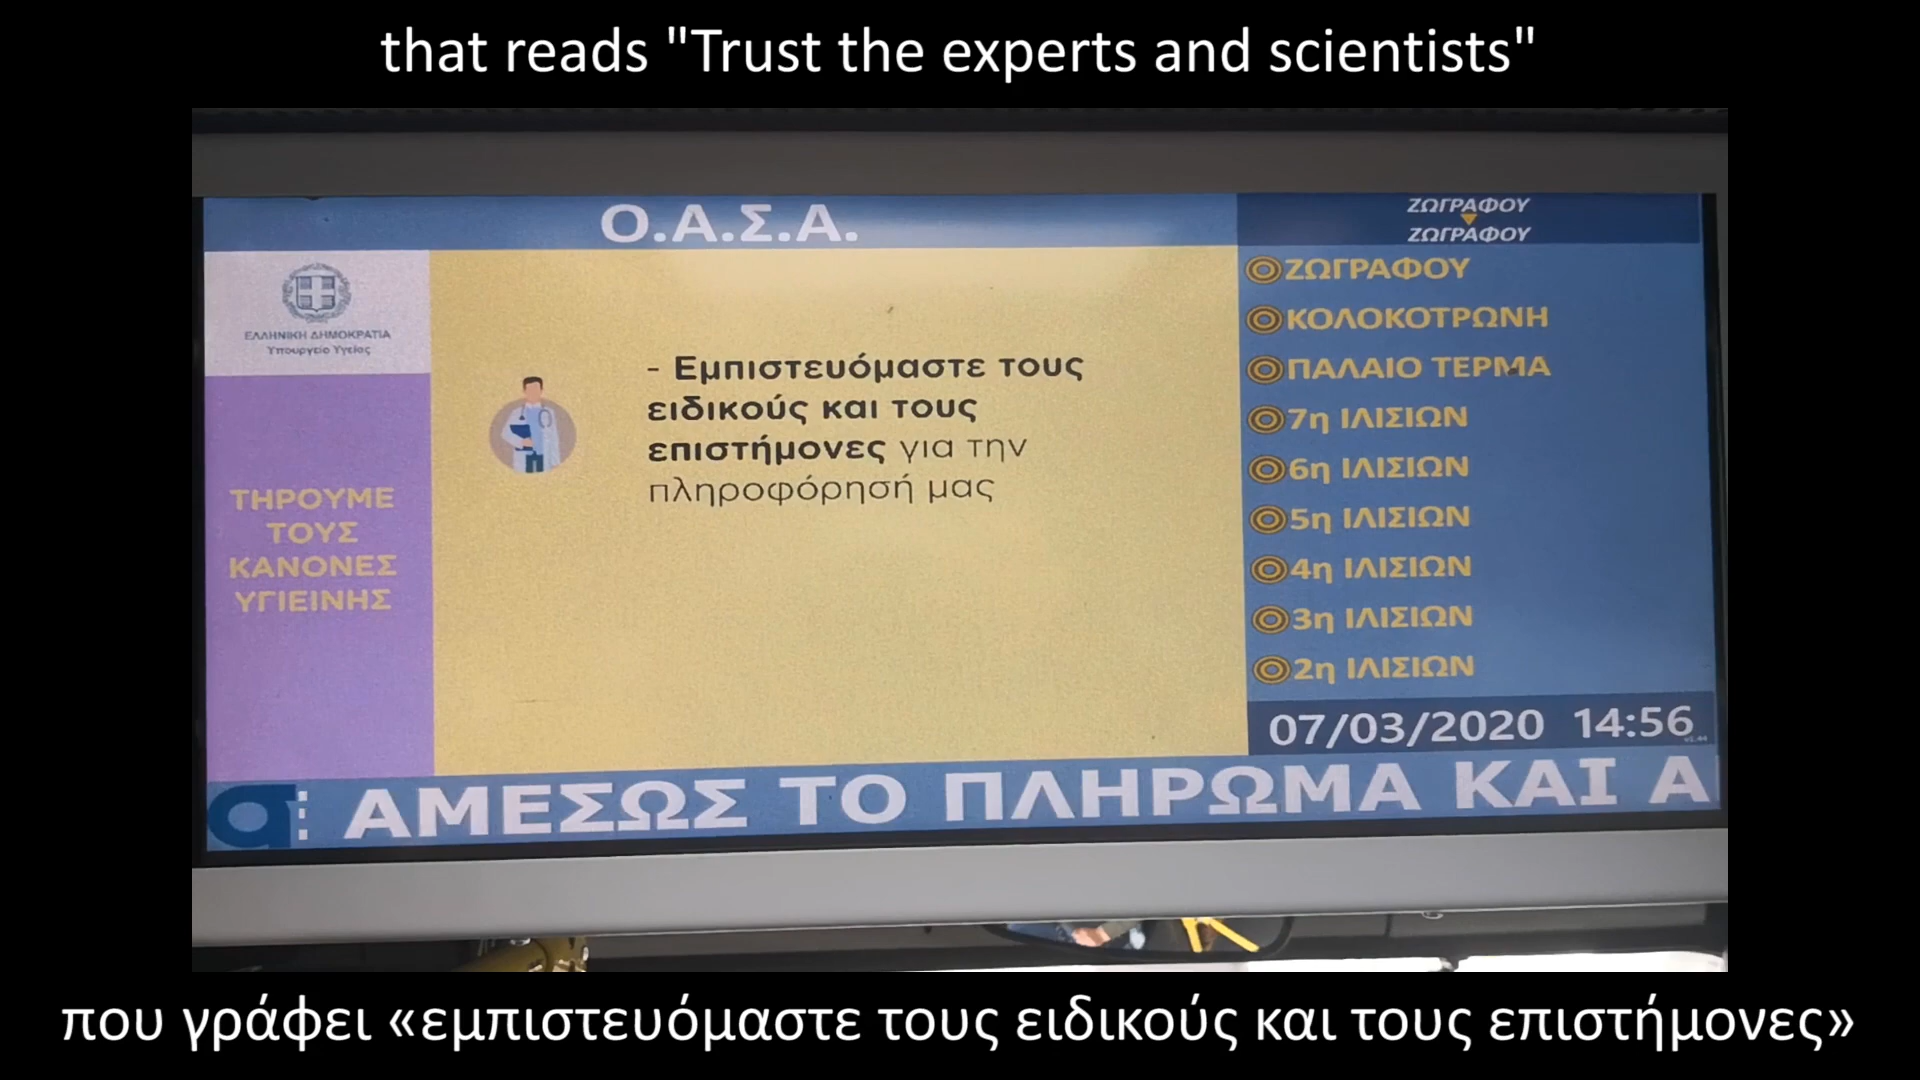 that reads "Trust the experts and scientists"
Ο.Α.Σ.Α.
ΕΛΛΗΝΙΚΗ ΔΗΜΟΚΡΑΤΙΑ
Υπουργείο Υγείας
ΤΗΡΟΥΜΕ
ΤΟΥΣ
ΚΑΝΟΝΕΣ
ΥΓΙΕΙΝΗΣ
- Εμπιστευόμαστε τους
ειδικούς και τους
επιστήμονες για την
πληροφόρησή μας
ΖΩΓΡΑΦΟΥ
ΖΩΓΡΑΦΟΥ
ΖΩΓΡΑΦΟΥ
ΚΟΛΟΚΟΤΡΩΝΗ
ΠΑΛΑΙΟ ΤΕΡΜΑ
7η ΙΛΙΣΙΩΝ
6η ΙΛΙΣΙΩΝ
5η ΙΛΙΣΙΩΝ
4η ΙΛΙΣΙΩΝ
3η ΙΛΙΣΙΩΝ
2η ΙΛΙΣΙΩΝ
07/03/2020 14:56
ΑΜΕΣΩΣ ΤΟ ΠΛΗΡΩΜΑ ΚΑΙ Α
που γράφει «εμπιστευόμαστε τους ειδικούς και τους επιστήμονες»